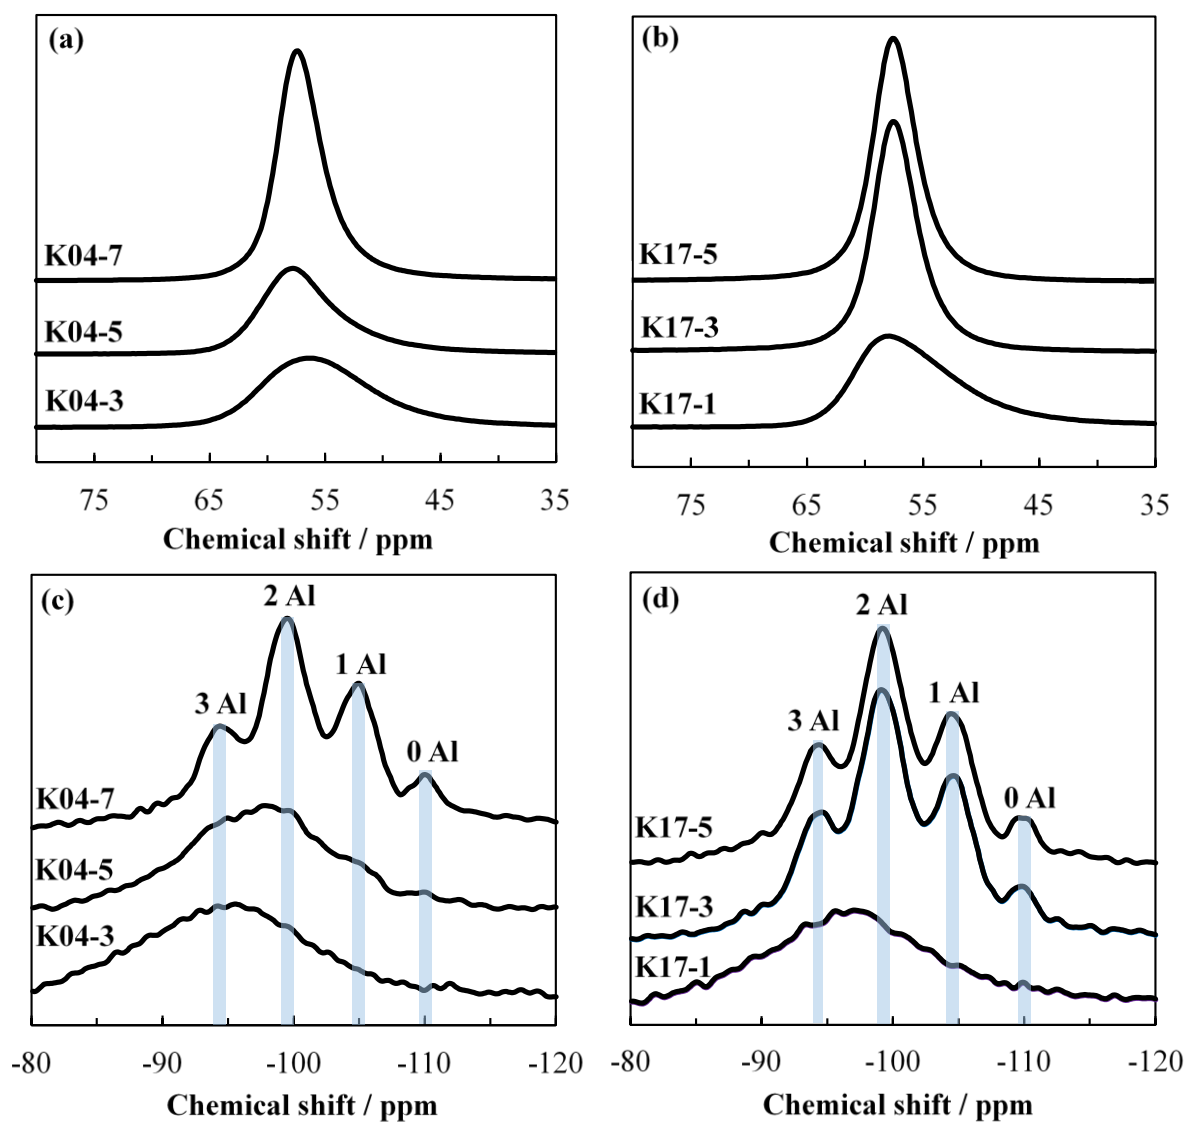 (a)
K04-7
K04-5
K04-3
75 65 55 45 35
Chemical shift / ppm
(b)
K17-5
K17-3
K17-1
75 65 55 45 35
Chemical shift / ppm
(c)
2 Al
1 Al
3 Al
0 Al
K04-7
K04-5
K04-3
-80 -90 -100 -110 -120
Chemical shift / ppm
(d)
2 Al
1 Al
3 Al
0 Al
K17-5
K17-3
K17-1
-80 -90 -100 -110 -120
Chemical shift / ppm